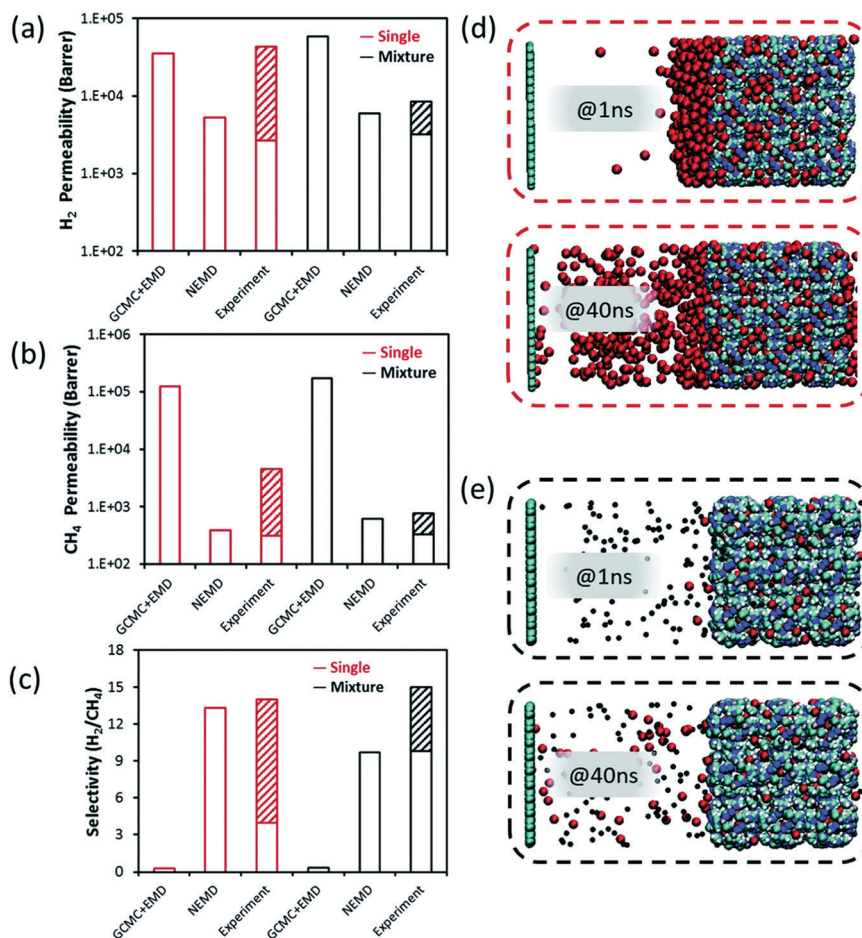 (a)
1.E+05
1.E+04
1.E+03
1.E+02
H₂ Permeability (Barrer)
Single
Mixture
GCMC+EMD
NEMD
Experiment
GCMC+EMD
NEMD
Experiment
(b)
1.E+06
1.E+05
1.E+04
1.E+03
1.E+02
CH₄ Permeability (Barrer)
Single
Mixture
GCMC+EMD
NEMD
Experiment
GCMC+EMD
NEMD
Experiment
(c)
18
15
12
9
6
3
0
Selectivity (H₂/CH₄)
Single
Mixture
GCMC+EMD
NEMD
Experiment
GCMC+EMD
NEMD
Experiment
(d)
@1ns
@40ns
(e)
@1ns
@40ns